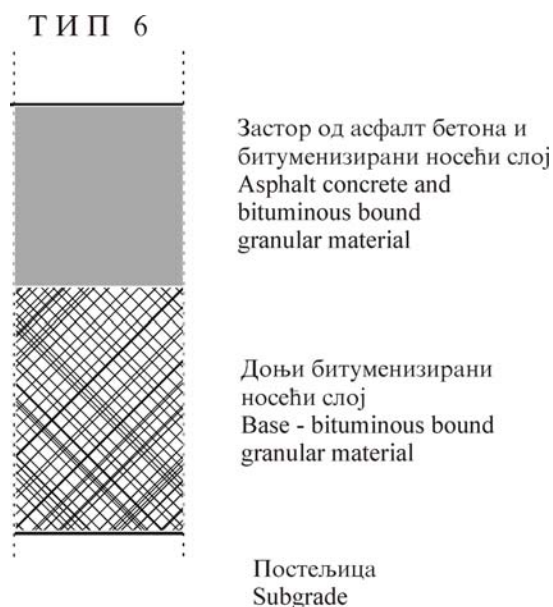 ТИП 6
Застор од асфалт бетона и
битуменизирани носећи слој
Asphalt concrete and
bituminous bound
granular material
Доњи битуменизирани
носећи слој
Base - bituminous bound
granular material
Постељица
Subgrade